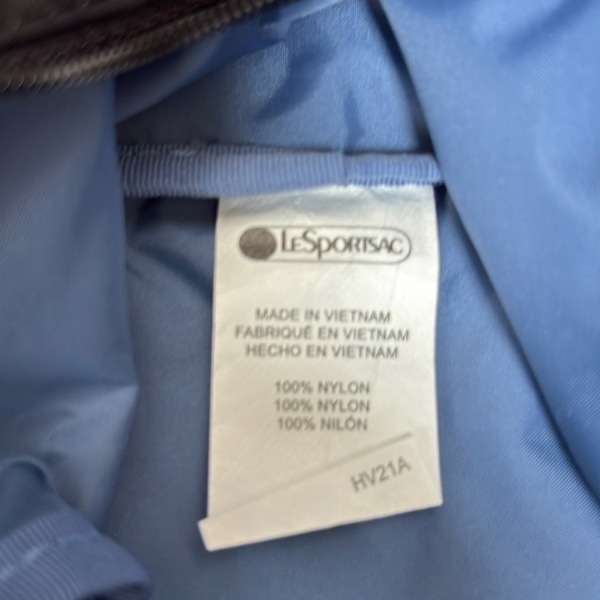 LeSportsac
MADE IN VIETNAM
FABRIQUÉ EN VIETNAM
HECHO EN VIETNAM
100% NYLON
100% NYLON
100% NILÓN
HV21A